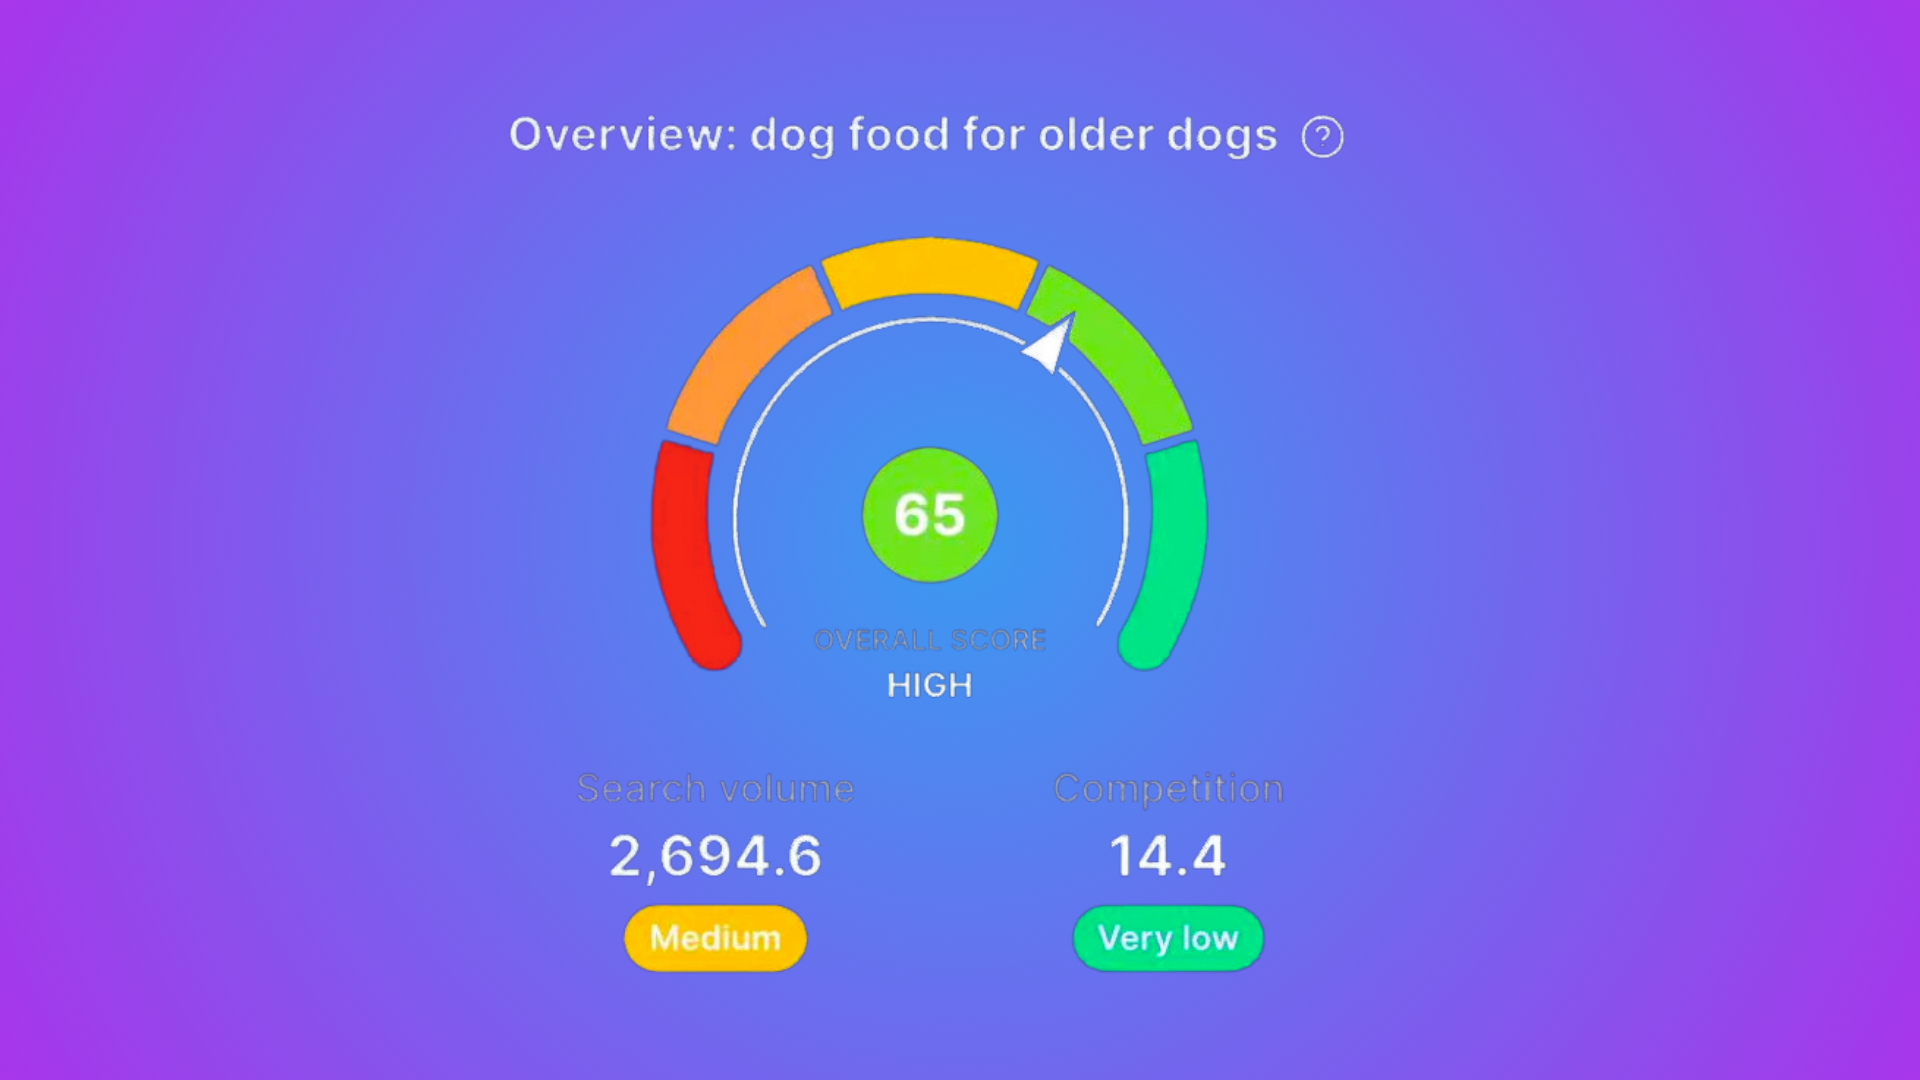 Overview: dog food for older dogs ?
65
OVERALL SCORE
HIGH
Search volume
Competition
2,694.6
14.4
Medium
Very low